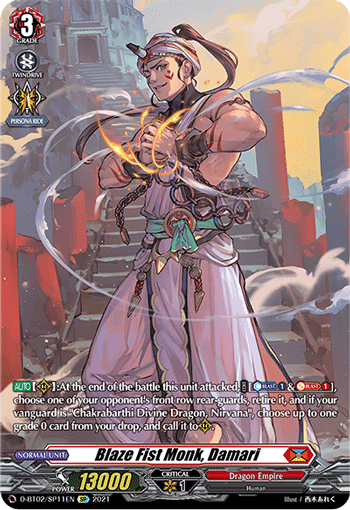 3
GRADE
TWINDRIVE
PERSONA RIDE
AUTO [R]:At the end of the battle this unit attacked, COST [C-BLAST 1 & S-BLAST 1],
choose one of your opponent's front row rear-guards, retire it, and if your
vanguard is "Chakrabarthi Divine Dragon, Nirvana", choose up to one
grade 0 card from your drop, and call it to R.
NORMAL UNIT
Blaze Fist Monk, Damari
POWER 13000
CRITICAL
1
Dragon Empire
Human
D-BT02/SP11EN SP 2021
Illust / 西木あれく